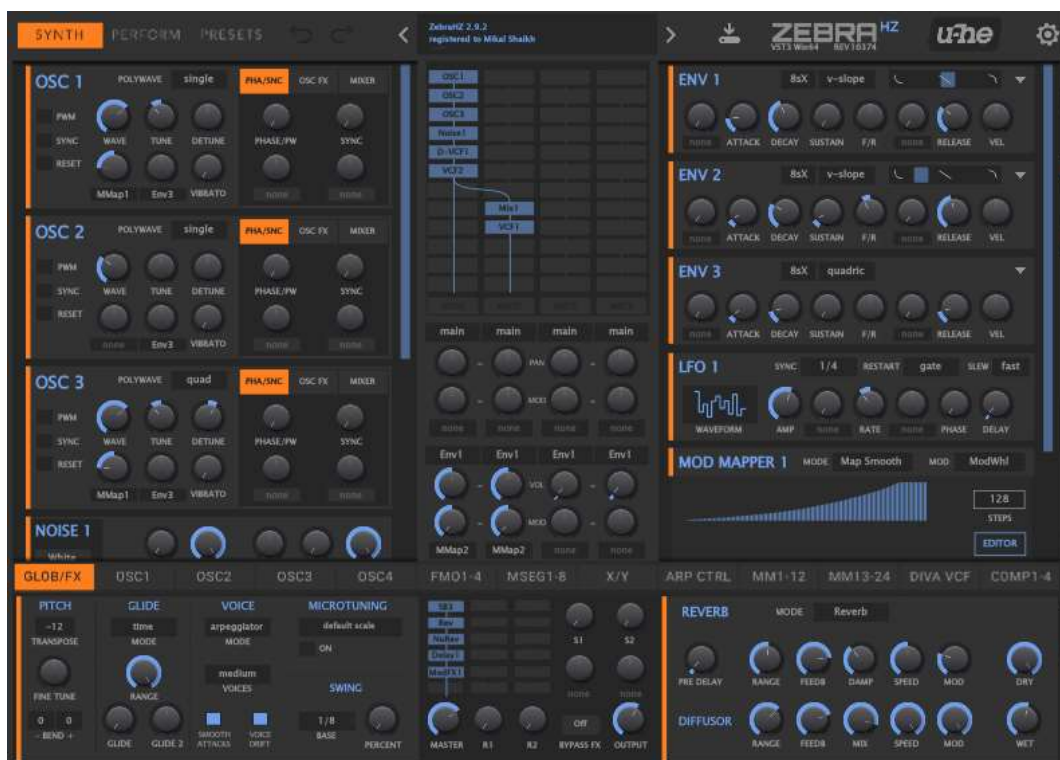 SYNTH PERFORM PRESETS
ZebraHZ 2.9.2
registered to Mikal Shaikh
ZEBRA HZ
VST3 Win64 REV16374
u-he
OSC 1 POLYWAVE single PHA/SNC OSC FX MIXER
PWM
SYNC WAVE TUNE DETUNE PHASE/PW SYNC
RESET
MMap1 Env3 VIBRATO none none
OSC 2 POLYWAVE single PHA/SNC OSC FX MIXER
PWM
SYNC WAVE TUNE DETUNE PHASE/PW SYNC
RESET
none Env3 VIBRATO none none
OSC 3 POLYWAVE quad PHA/SNC OSC FX MIXER
PWM
SYNC WAVE TUNE DETUNE PHASE/PW SYNC
RESET
MMap1 Env3 VIBRATO none none
NOISE 1
White
OSC1
OSC2
OSC3
Noise1
D-VCF1
VCF2
Mix1
VCF1
main main main main
PAN
MOD
none none none none
Env1 Env1 Env1 Env1
VOL
MOD
MMap2 MMap2 none none
ENV 1 8sX v-slope
none ATTACK DECAY SUSTAIN F/R none RELEASE VEL
ENV 2 8sX v-slope
none ATTACK DECAY SUSTAIN F/R none RELEASE VEL
ENV 3 8sX quadric
none ATTACK DECAY SUSTAIN F/R none RELEASE VEL
LFO 1 SYNC 1/4 RESTART gate SLEW fast
WAVEFORM AMP none RATE none PHASE DELAY
MOD MAPPER 1 MODE Map Smooth MOD ModWhl
128
STEPS
EDITOR
GLOB/FX OSC1 OSC2 OSC3 OSC4 FMO1-4 MSEG1-8 X/Y ARP CTRL MM1-12 MM13-24 DIVA VCF COMP1-4
PITCH
-12
TRANSPOSE
FINE TUNE
0 0
- BEND +
GLIDE
time
MODE
RANGE
GLIDE GLIDE 2
VOICE
arpeggiator
MODE
medium
VOICES
SMOOTH ATTACKS
VOICE DRIFT
MICROTUNING
default scale
ON
SWING
1/8
BASE PERCENT
Rev
NuRev
Delay1
ModFX1
S1 S2
none none
Off
MASTER R1 R2 BYPASS FX OUTPUT
REVERB MODE Reverb
PRE DELAY RANGE FEEDB DAMP SPEED MOD DRY
DIFFUSOR
RANGE FEEDB MIX SPEED MOD WET